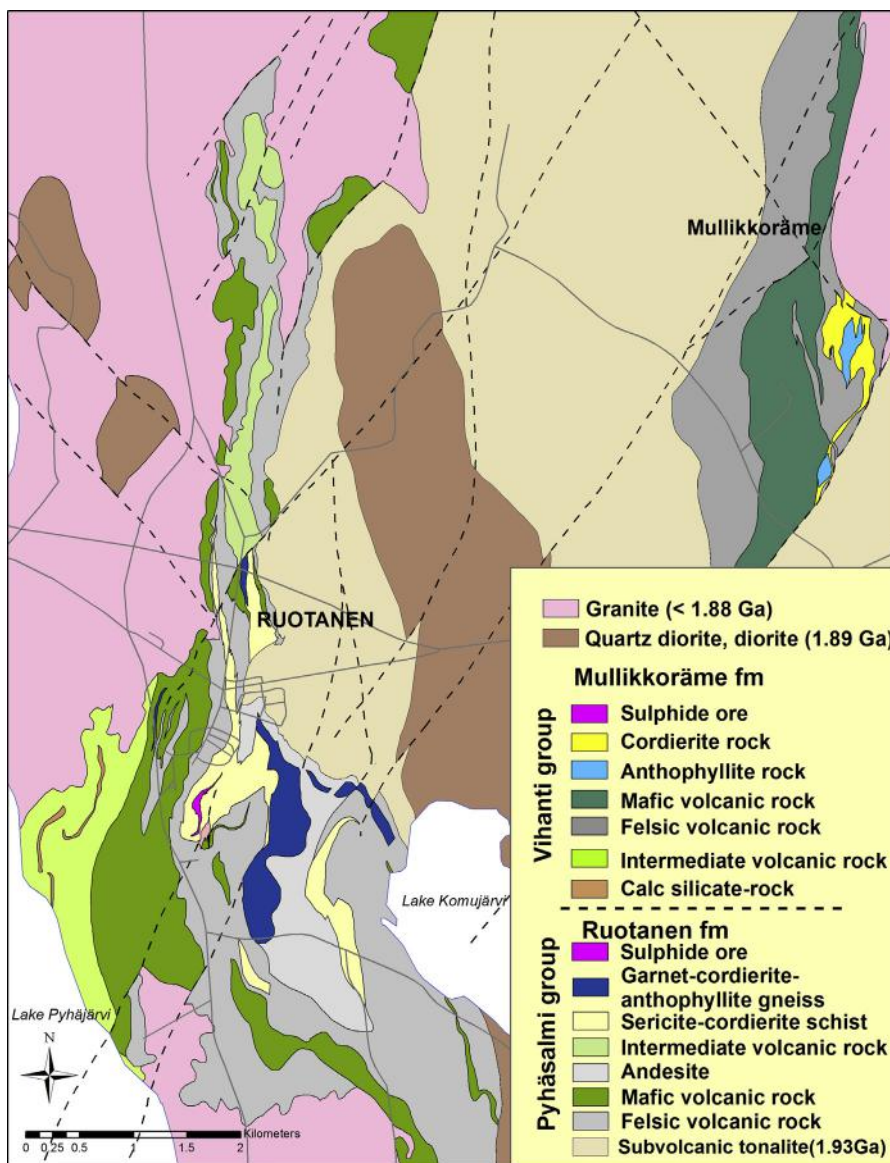 Mullikkoräme
RUOTANEN
Lake Komujärvi
Lake Pyhäjärvi
N
Kilometers
0 0.25 0.5 1 1.5 2
Granite (< 1.88 Ga)
Quartz diorite, diorite (1.89 Ga)
Mullikkoräme fm
Vihanti group
Sulphide ore
Cordierite rock
Anthophyllite rock
Mafic volcanic rock
Felsic volcanic rock
Intermediate volcanic rock
Calc silicate-rock
Ruotanen fm
Pyhäsalmi group
Sulphide ore
Garnet-cordierite-
anthophyllite gneiss
Sericite-cordierite schist
Intermediate volcanic rock
Andesite
Mafic volcanic rock
Felsic volcanic rock
Subvolcanic tonalite(1.93Ga)